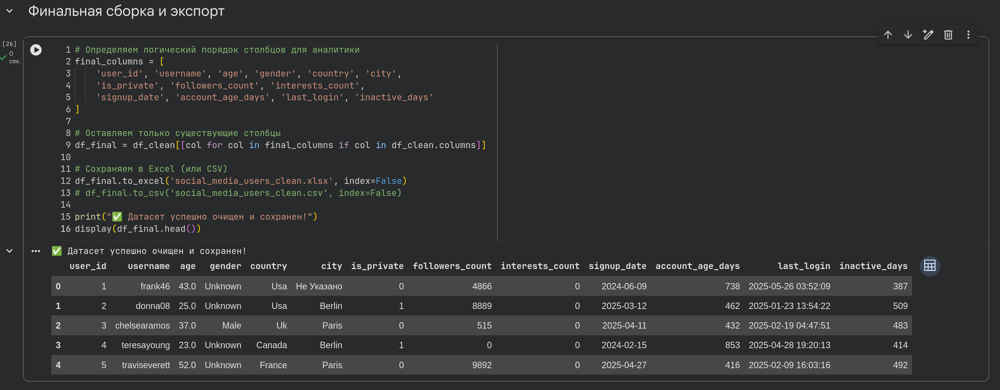 Финальная сборка и экспорт
[26]
0
сек.
1 # Определяем логический порядок столбцов для аналитики
2 final_columns = [
3     'user_id', 'username', 'age', 'gender', 'country', 'city',
4     'is_private', 'followers_count', 'interests_count',
5     'signup_date', 'account_age_days', 'last_login', 'inactive_days'
6 ]
7
8 # Оставляем только существующие столбцы
9 df_final = df_clean[[col for col in final_columns if col in df_clean.columns]]
10
11 # Сохраняем в Excel (или CSV)
12 df_final.to_excel('social_media_users_clean.xlsx', index=False)
13 # df_final.to_csv('social_media_users_clean.csv', index=False)
14
15 print("✅ Датасет успешно очищен и сохранен!")
16 display(df_final.head())
✅ Датасет успешно очищен и сохранен!
user_id username age gender country city is_private followers_count interests_count signup_date account_age_days last_login inactive_days
0 1 frank46 43.0 Unknown Usa Не Указано 0 4866 0 2024-06-09 738 2025-05-26 03:52:09 387
1 2 donna08 25.0 Unknown Usa Berlin 1 8889 0 2025-03-12 462 2025-01-23 13:54:22 509
2 3 chelsearamos 37.0 Male Uk Paris 0 515 0 2025-04-11 432 2025-02-19 04:47:51 483
3 4 teresayoung 23.0 Unknown Canada Berlin 1 0 0 2024-02-15 853 2025-04-28 19:20:13 414
4 5 traviseverett 52.0 Unknown France Paris 0 9892 0 2025-04-27 416 2025-02-09 16:03:16 492